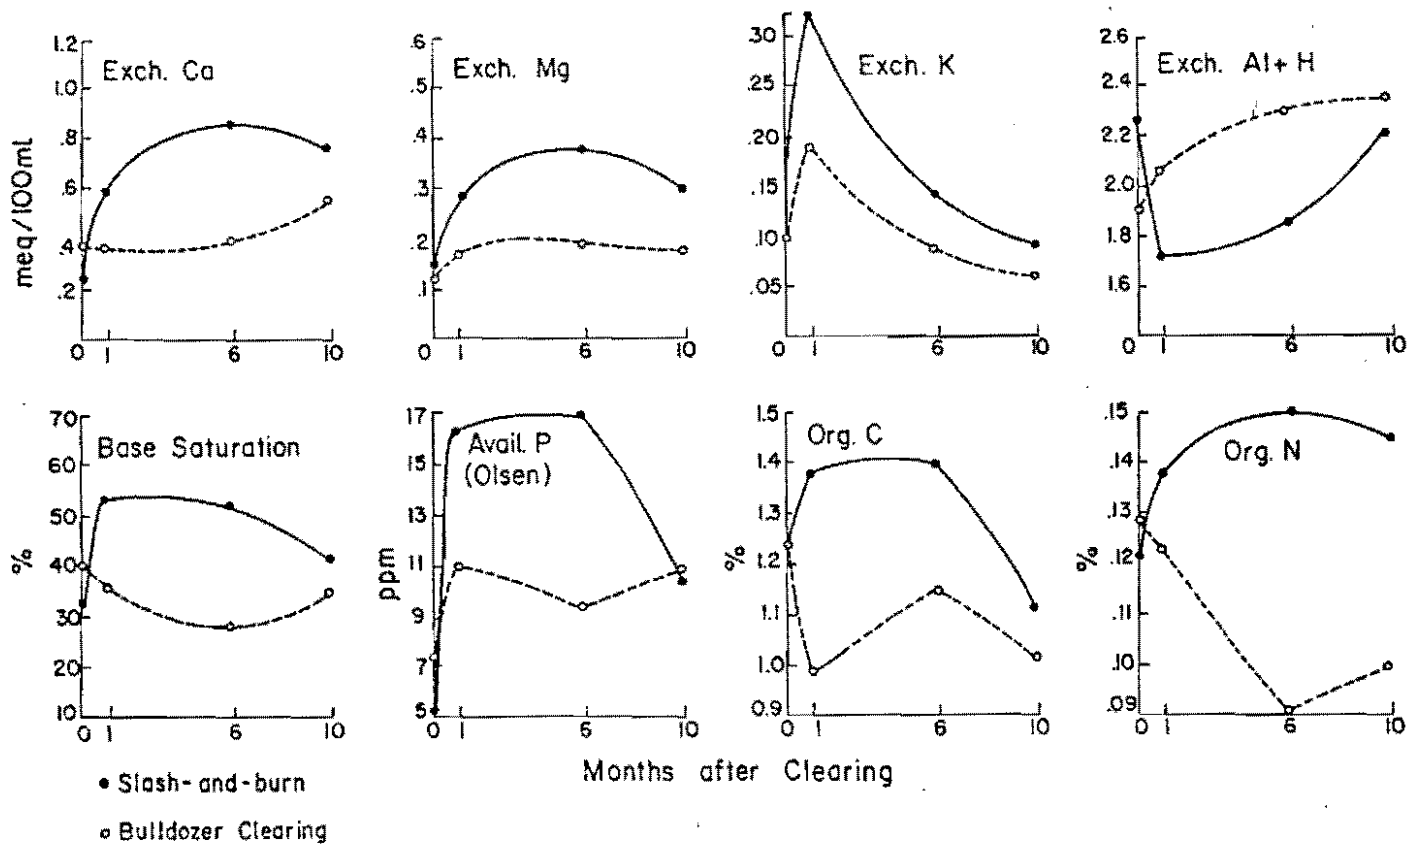 1.2
1.0
.8
.6
.4
.2
meq/100mL
Exch. Ca
0 1 6 10
.6
.5
.4
.3
.2
.1
Exch. Mg
0 1 6 10
.30
.25
.20
.15
.10
.05
Exch. K
0 1 6 10
2.6
2.4
2.2
2.0
1.8
1.6
Exch. Al+H
0 1 6 10
70
60
50
40
30
20
10
%
Base Saturation
0 1 6 10
17
15
13
11
9
7
5
ppm
Avail. P
(Olsen)
0 1 6 10
1.5
1.4
1.3
1.2
1.1
1.0
0.9
%
Org. C
0 1 6 10
.15
.14
.13
.12
.11
.10
.09
%
Org. N
0 1 6 10
Months after Clearing
• Slash-and-burn
o Bulldozer Clearing